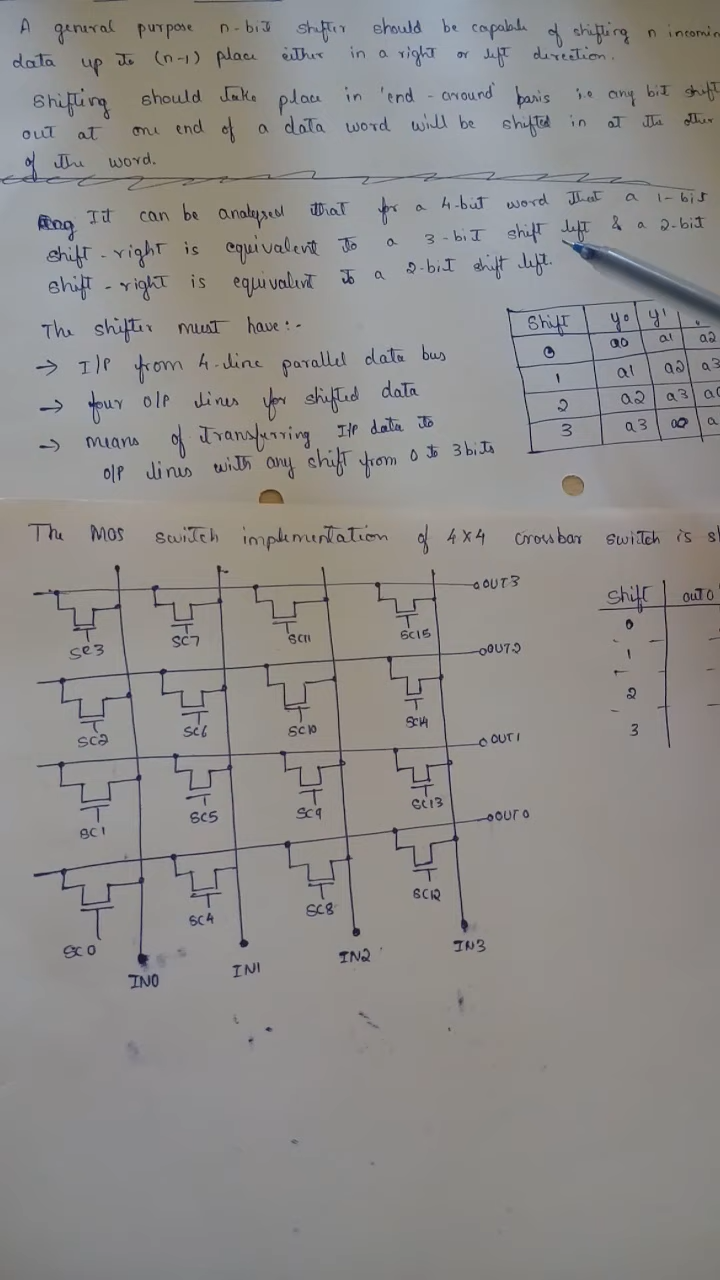 A general purpose n-bit shifter should be capable of shifting n incomin
data up to (n-1) place either in a right or left direction.
Shifting should take place in 'end-around' basis i.e any bit shift
out at one end of a data word will be shifted in at the other
of the word.
It can be analysed that for a 4-bit word that a 1-bit
shift-right is equivalent to a 3-bit shift left & a 2-bit
shift-right is equivalent to a 2-bit shift left.
The shifter must have:-
→ I/P from 4-line parallel data bus
→ four O/P lines for shifted data
→ means of transferring I/P data to
O/P lines with any shift from 0 to 3 bits
Shift y0 y1
0 a0 a1 a2
1 a1 a2 a3
2 a2 a3 a0
3 a3 a0 a
The MOS switch implementation of 4x4 crossbar switch is s
OUT3
SC3 SC7 SC11 SC15
OUT2
SC2 SC6 SC10 SC14
OUT1
SC1 SC5 SC9 SC13
OUT0
SC0 SC4 SC8 SC12
IN0 IN1 IN2 IN3
Shift out0
0
1
2
3